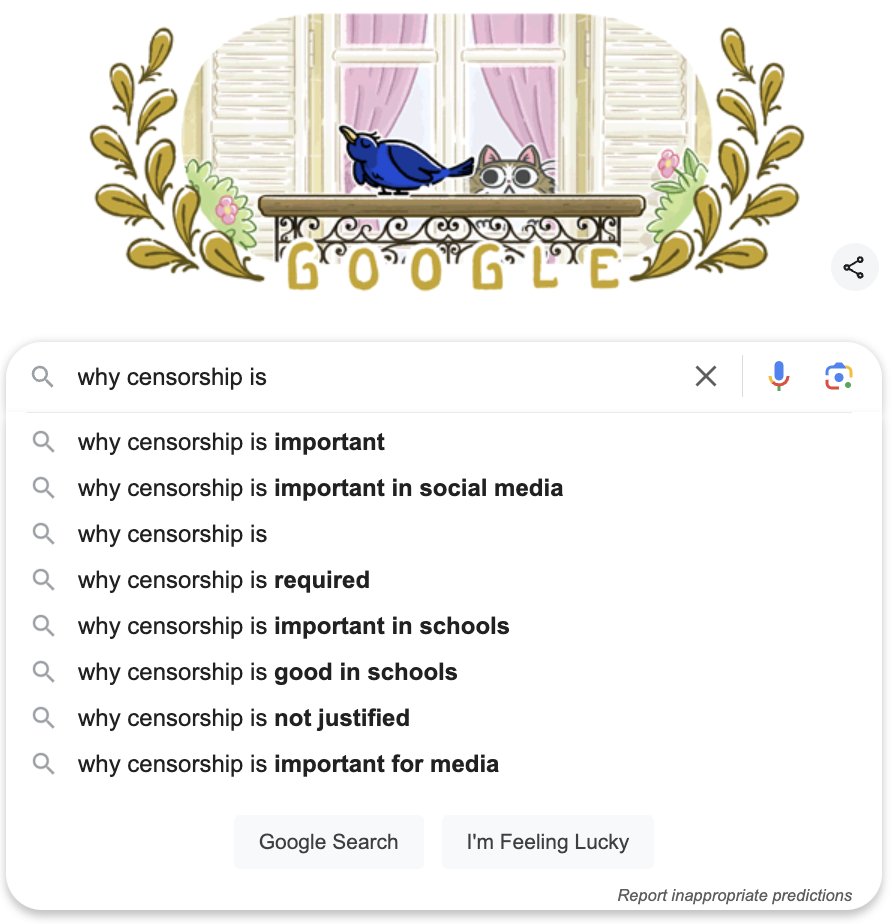 GOOGLE
why censorship is
why censorship is important
why censorship is important in social media
why censorship is
why censorship is required
why censorship is important in schools
why censorship is good in schools
why censorship is not justified
why censorship is important for media
Google Search
I'm Feeling Lucky
Report inappropriate predictions